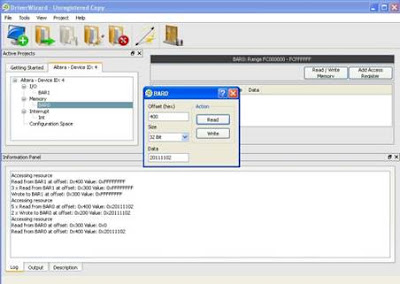 DriverWizard - Unregistered Copy
File Tools View Project Help
Active Projects
Getting Started
Altera - Device ID: 4
Altera - Device ID: 4
I/O
BAR1
Memory
BAR0
Interrupt
Int
Configuration Space
BAR0:Range FC000000 - FCFFFFFF
Read / Write
Memory
Add Access
Register
Data
BAR0
Offset (hex)
Action
400
Read
Size
32 Bit
Write
Data
20111102
Information Panel
Accessing resource
Read from BAR1 at offset: 0x400 Value: 0xFFFFFFFF
3 x Read from BAR1 at offset: 0x300 Value: 0xFFFFFFFF
Wrote to BAR1 at offset: 0x300 Value: 0xFFFFFFFF
Accessing resource
5 x Read from BAR0 at offset: 0x400 Value: 0x20111102
2 x Wrote to BAR0 at offset: 0x200 Value: 0x20111102
Accessing resource
Read from BAR0 at offset: 0x300 Value: 0x0
Read from BAR0 at offset: 0x400 Value: 0x20111102
Log Output Description